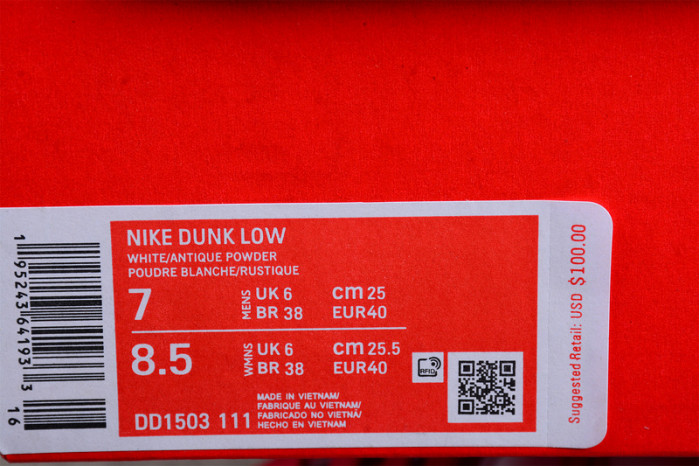 NIKE DUNK LOW
WHITE/ANTIQUE POWDER
POUDRE BLANCHE/RUSTIQUE
7
MENS
UK 6
cm 25
BR 38
EUR40
8.5
WMNS
UK 6
cm 25.5
BR 38
EUR40
RFID
DD1503 111
MADE IN VIETNAM/
FABRIQUE AU VIETNAM/
FABRICADO NO VIETNÁ/
HECHO EN VIETNAM
Suggested Retail: USD $100.00
1 95243 64193 3
16